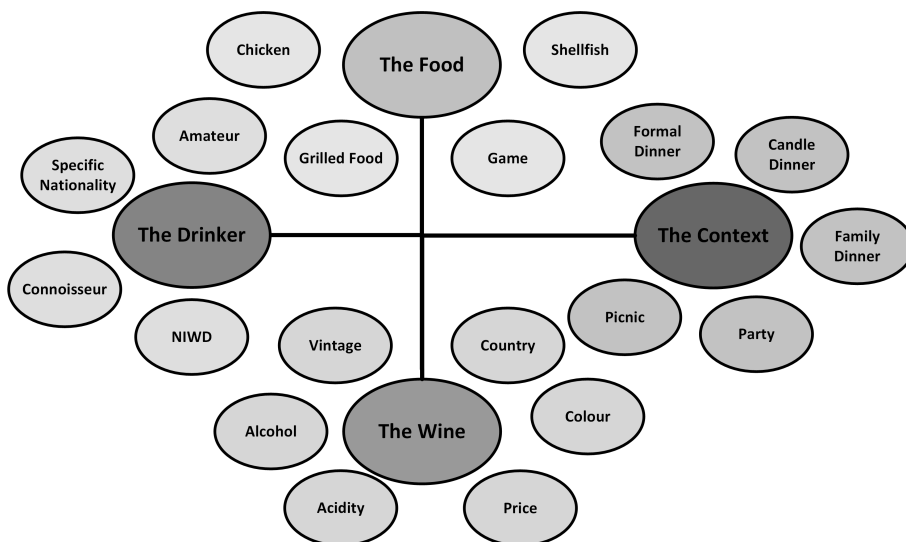 Chicken
The Food
Shellfish
Amateur
Grilled Food
Game
Formal
Dinner
Candle
Dinner
Specific
Nationality
The Drinker
The Context
Family
Dinner
Connoisseur
NIWD
Vintage
Country
Picnic
Party
Alcohol
The Wine
Colour
Acidity
Price